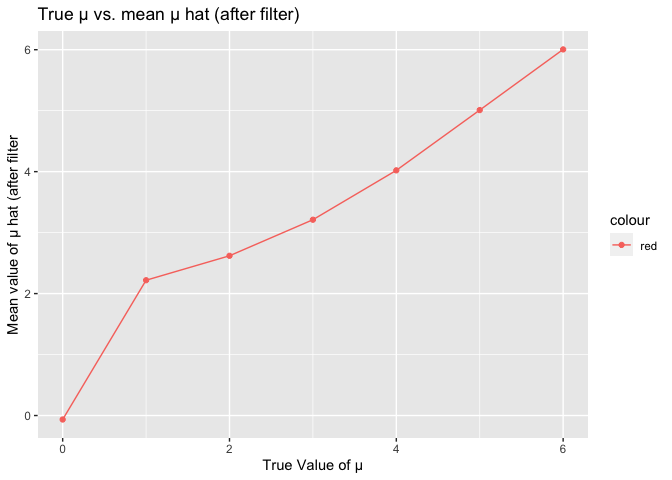 True μ vs. mean μ hat (after filter)
Mean value of μ hat (after filter
6
4
2
0
0
2
4
6
True Value of μ
colour
red